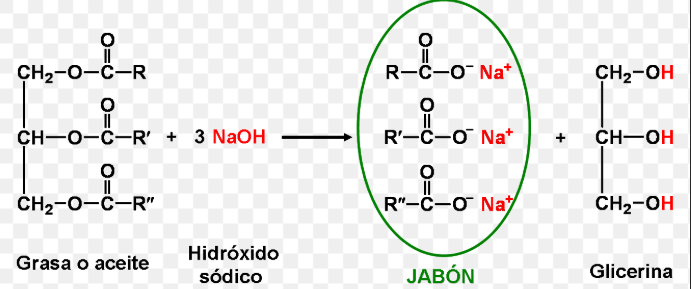 O
CH₂–O–C–R
O
CH–O–C–R′ + 3 NaOH
O
CH₂–O–C–R″
Grasa o aceite
Hidróxido
sódico
O
R–C–O⁻ Na⁺
O
R′–C–O⁻ Na⁺
O
R″–C–O⁻ Na⁺
JABÓN
+
CH₂–OH
CH–OH
CH₂–OH
Glicerina